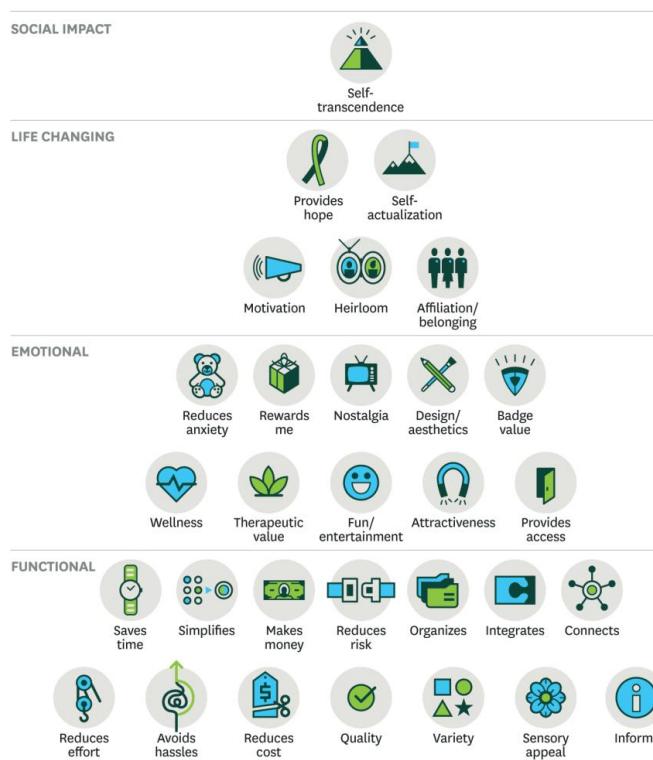 SOCIAL IMPACT
Self-
transcendence
LIFE CHANGING
Provides
hope
Self-
actualization
Motivation
Heirloom
Affiliation/
belonging
EMOTIONAL
Reduces
anxiety
Rewards
me
Nostalgia
Design/
aesthetics
Badge
value
Wellness
Therapeutic
value
Fun/
entertainment
Attractiveness
Provides
access
FUNCTIONAL
Saves
time
Simplifies
Makes
money
Reduces
risk
Organizes
Integrates
Connects
Reduces
effort
Avoids
hassles
$
Reduces
cost
Quality
Variety
Sensory
appeal
i
Inform